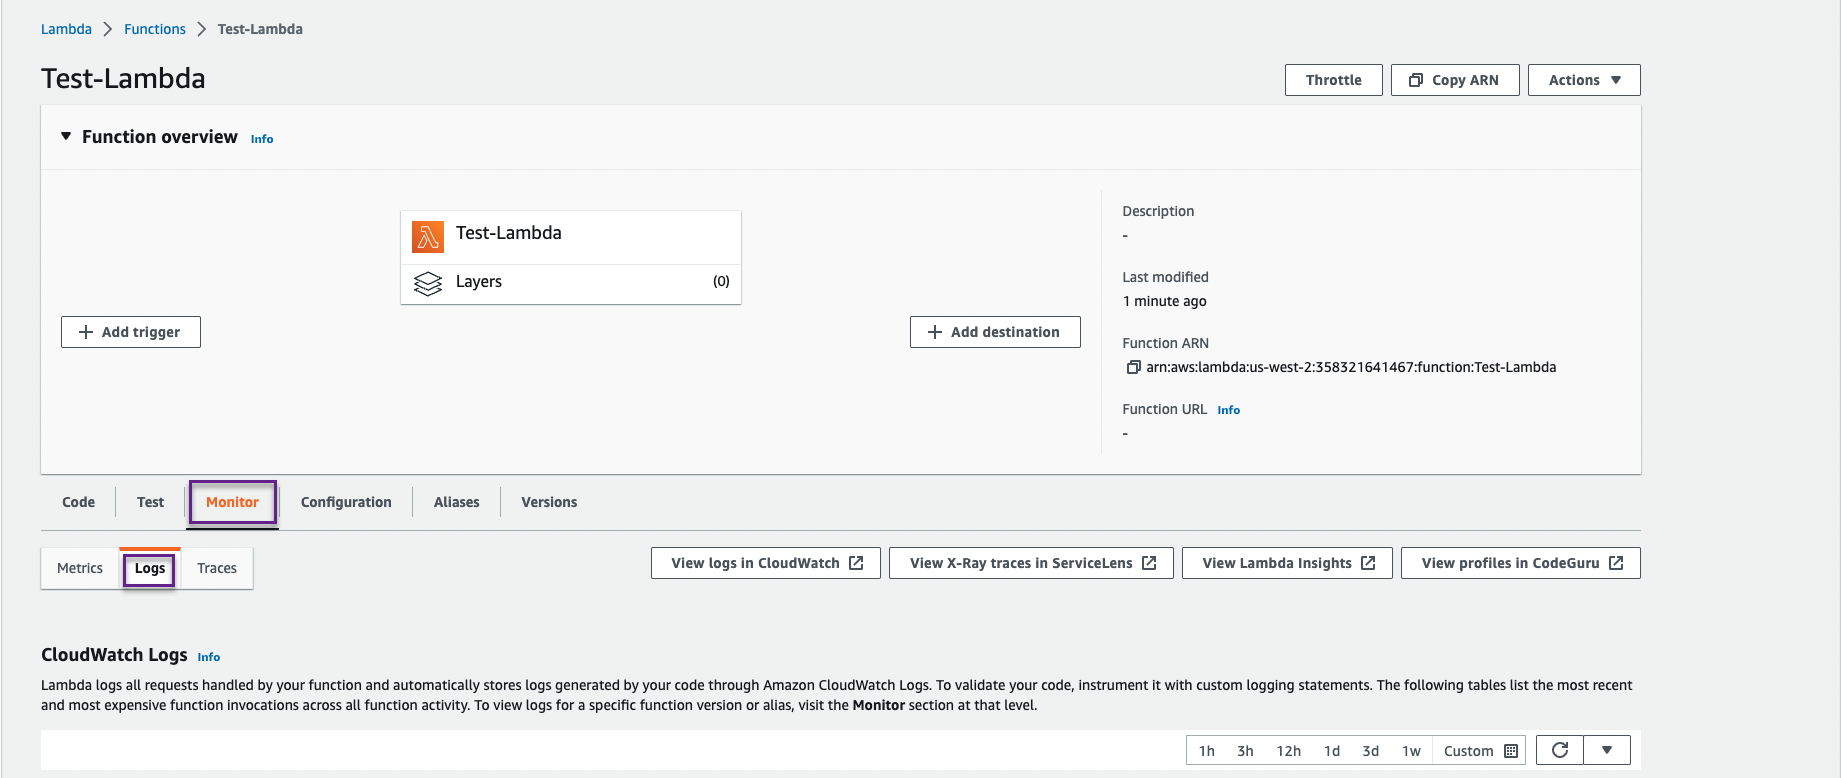 Lambda > Functions > Test-Lambda
Test-Lambda
Throttle Copy ARN Actions
Function overview Info
Test-Lambda
Layers (0)
Add trigger
Add destination
Description
-
Last modified
1 minute ago
Function ARN
arn:aws:lambda:us-west-2:358321641467:function:Test-Lambda
Function URL Info
-
Code Test Monitor Configuration Aliases Versions
Metrics Logs Traces
View logs in CloudWatch View X-Ray traces in ServiceLens View Lambda Insights View profiles in CodeGuru
CloudWatch Logs Info
Lambda logs all requests handled by your function and automatically stores logs generated by your code through Amazon CloudWatch Logs. To validate your code, instrument it with custom logging statements. The following tables list the most recent
and most expensive function invocations across all function activity. To view logs for a specific function version or alias, visit the Monitor section at that level.
1h 3h 12h 1d 3d 1w Custom